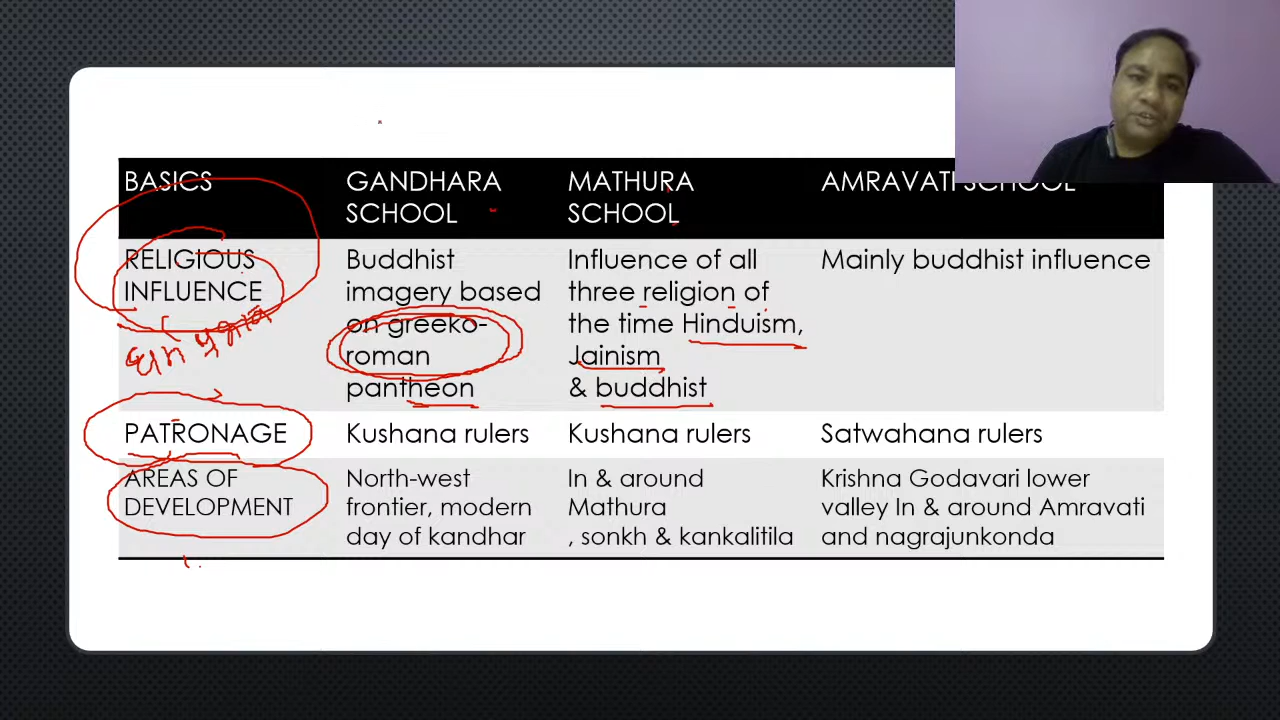 BASICS
GANDHARA SCHOOL
MATHURA SCHOOL
AMRAVATI SCHOOL
RELIGIOUS INFLUENCE
Buddhist
imagery based
on greeko-
roman
pantheon
Influence of all
three religion of
the time Hinduism,
Jainism
& buddhist
Mainly buddhist influence
प्रभाव
PATRONAGE
Kushana rulers
Kushana rulers
Satwahana rulers
AREAS OF
DEVELOPMENT
North-west
frontier, modern
day of kandhar
In & around
Mathura
, sonkh & kankalitila
Krishna Godavari lower
valley In & around Amravati
and nagrajunkonda